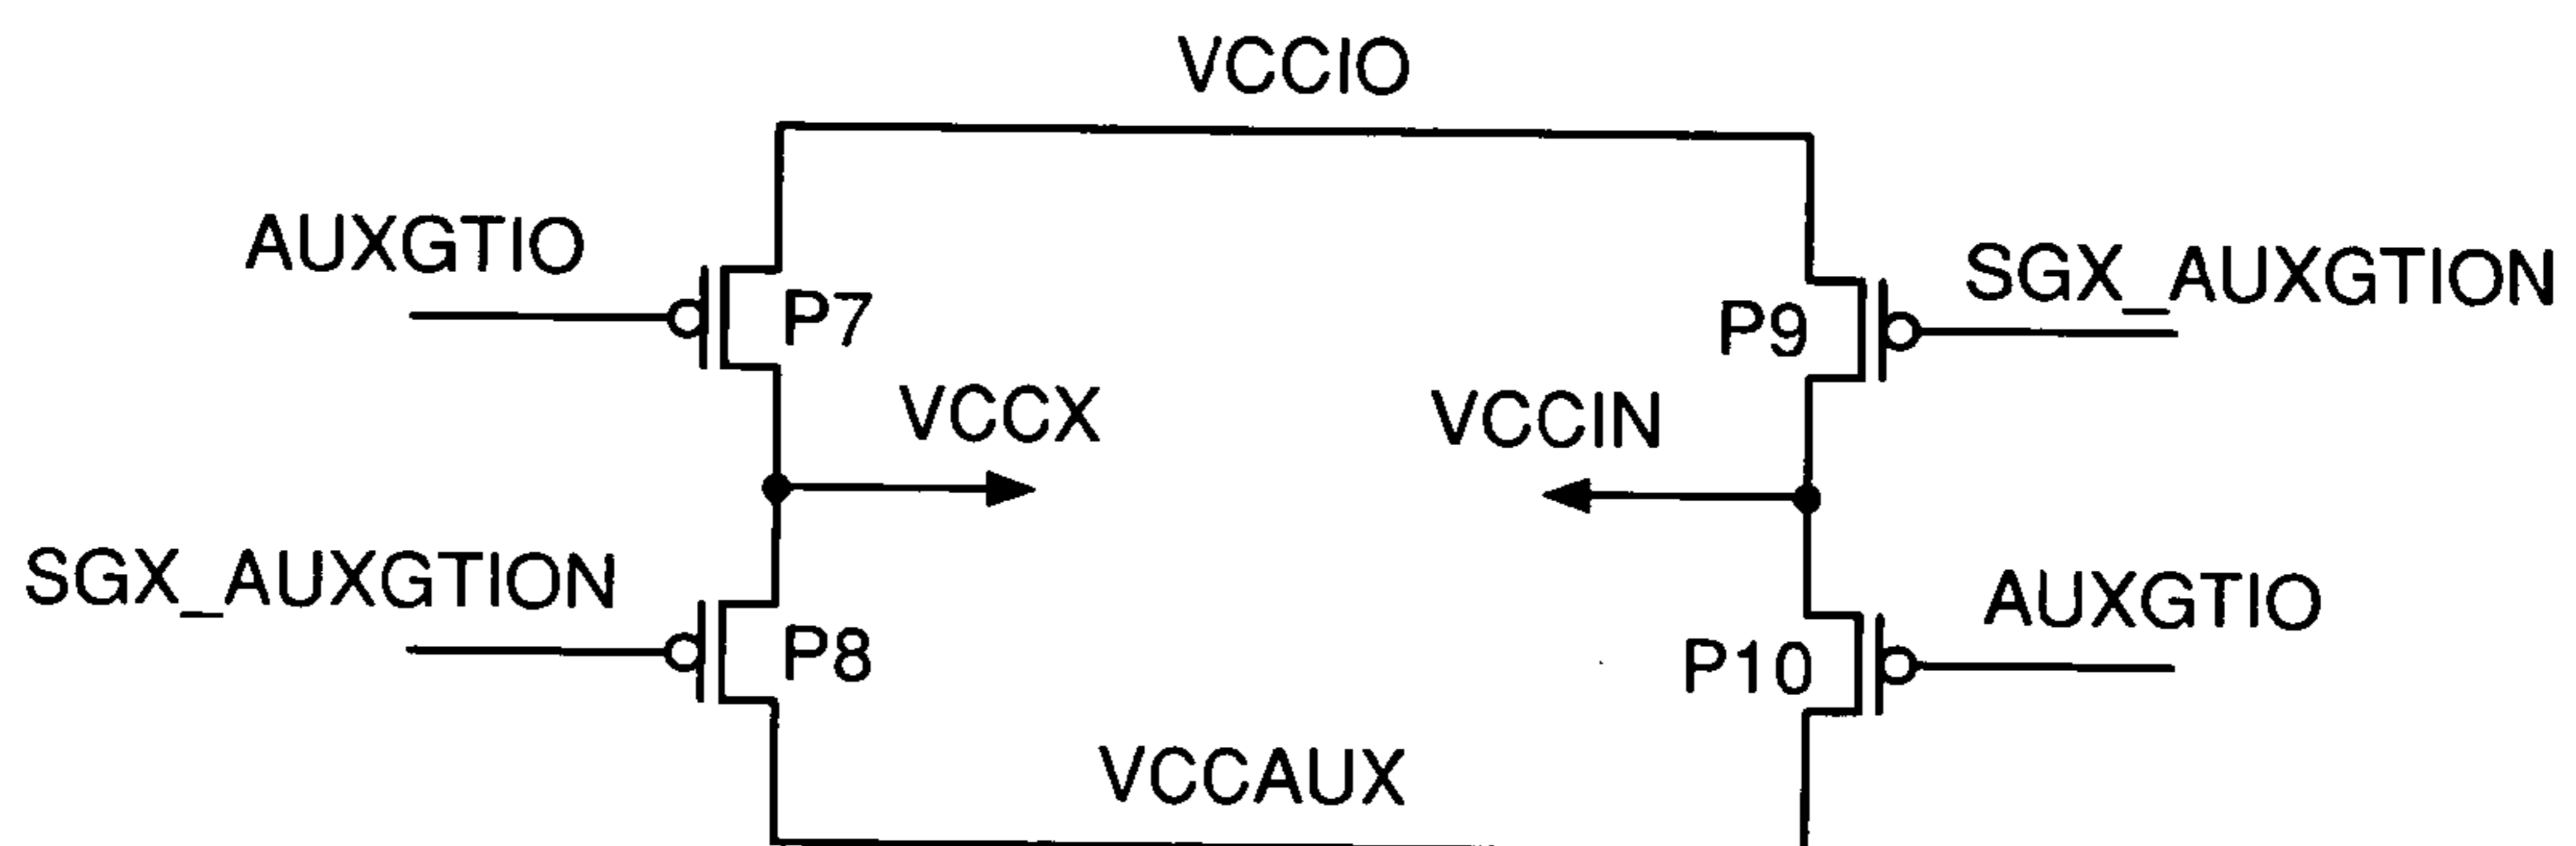 VCCIO
AUXGTIO
P7
P9
SGX_AUXGTION
VCCX
VCCIN
SGX_AUXGTION
P8
P10
AUXGTIO
VCCAUX